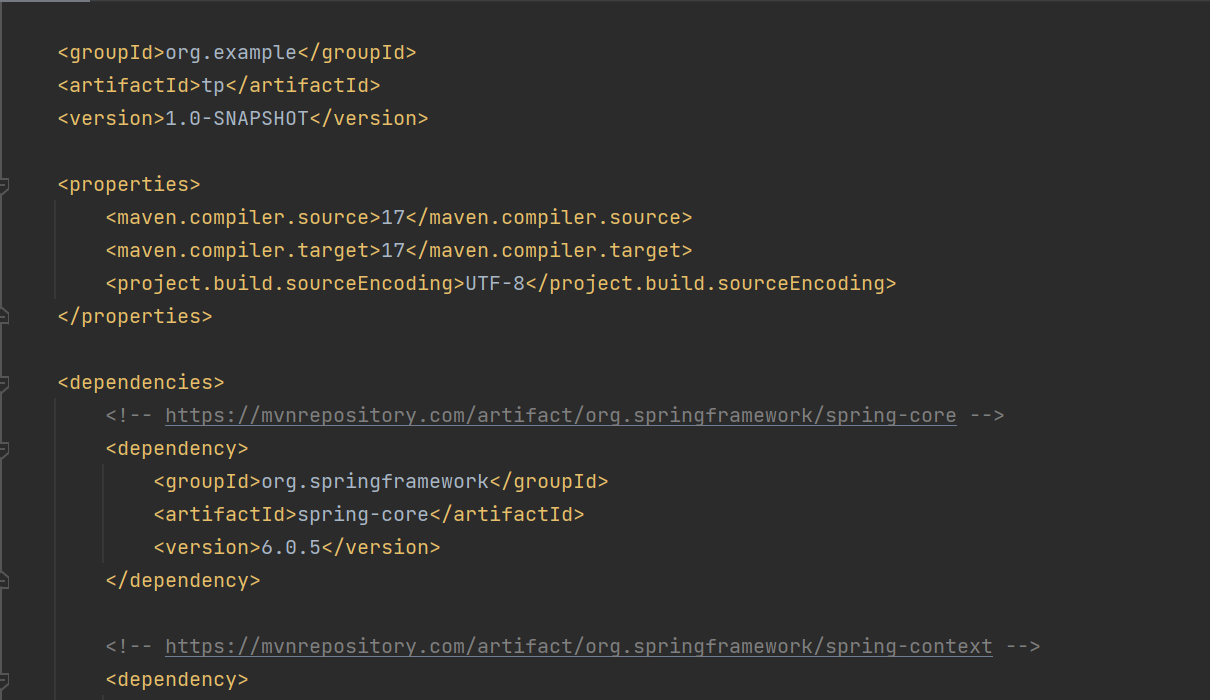 <groupId>org.example</groupId>
<artifactId>tp</artifactId>
<version>1.0-SNAPSHOT</version>
<properties>
<maven.compiler.source>17</maven.compiler.source>
<maven.compiler.target>17</maven.compiler.target>
<project.build.sourceEncoding>UTF-8</project.build.sourceEncoding>
</properties>
<dependencies>
<!-- https://mvnrepository.com/artifact/org.springframework/spring-core -->
<dependency>
<groupId>org.springframework</groupId>
<artifactId>spring-core</artifactId>
<version>6.0.5</version>
</dependency>
<!-- https://mvnrepository.com/artifact/org.springframework/spring-context -->
<dependency>